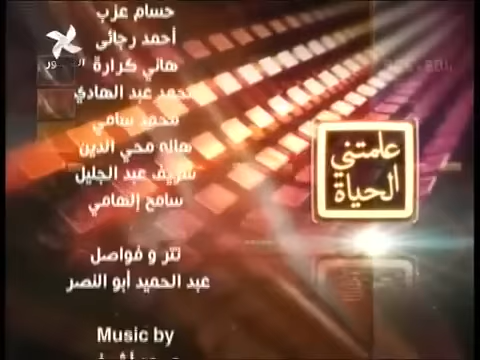 حسام عزب
أحمد رجائى
هاني كرارة
محمد عبد الهادي
محمد سامي
هاله محي الدين
شريف عبد الجليل
سامح إلهامي
تتر و فواصل
عبد الحميد أبو النصر
Music by
علمتني
الحياة